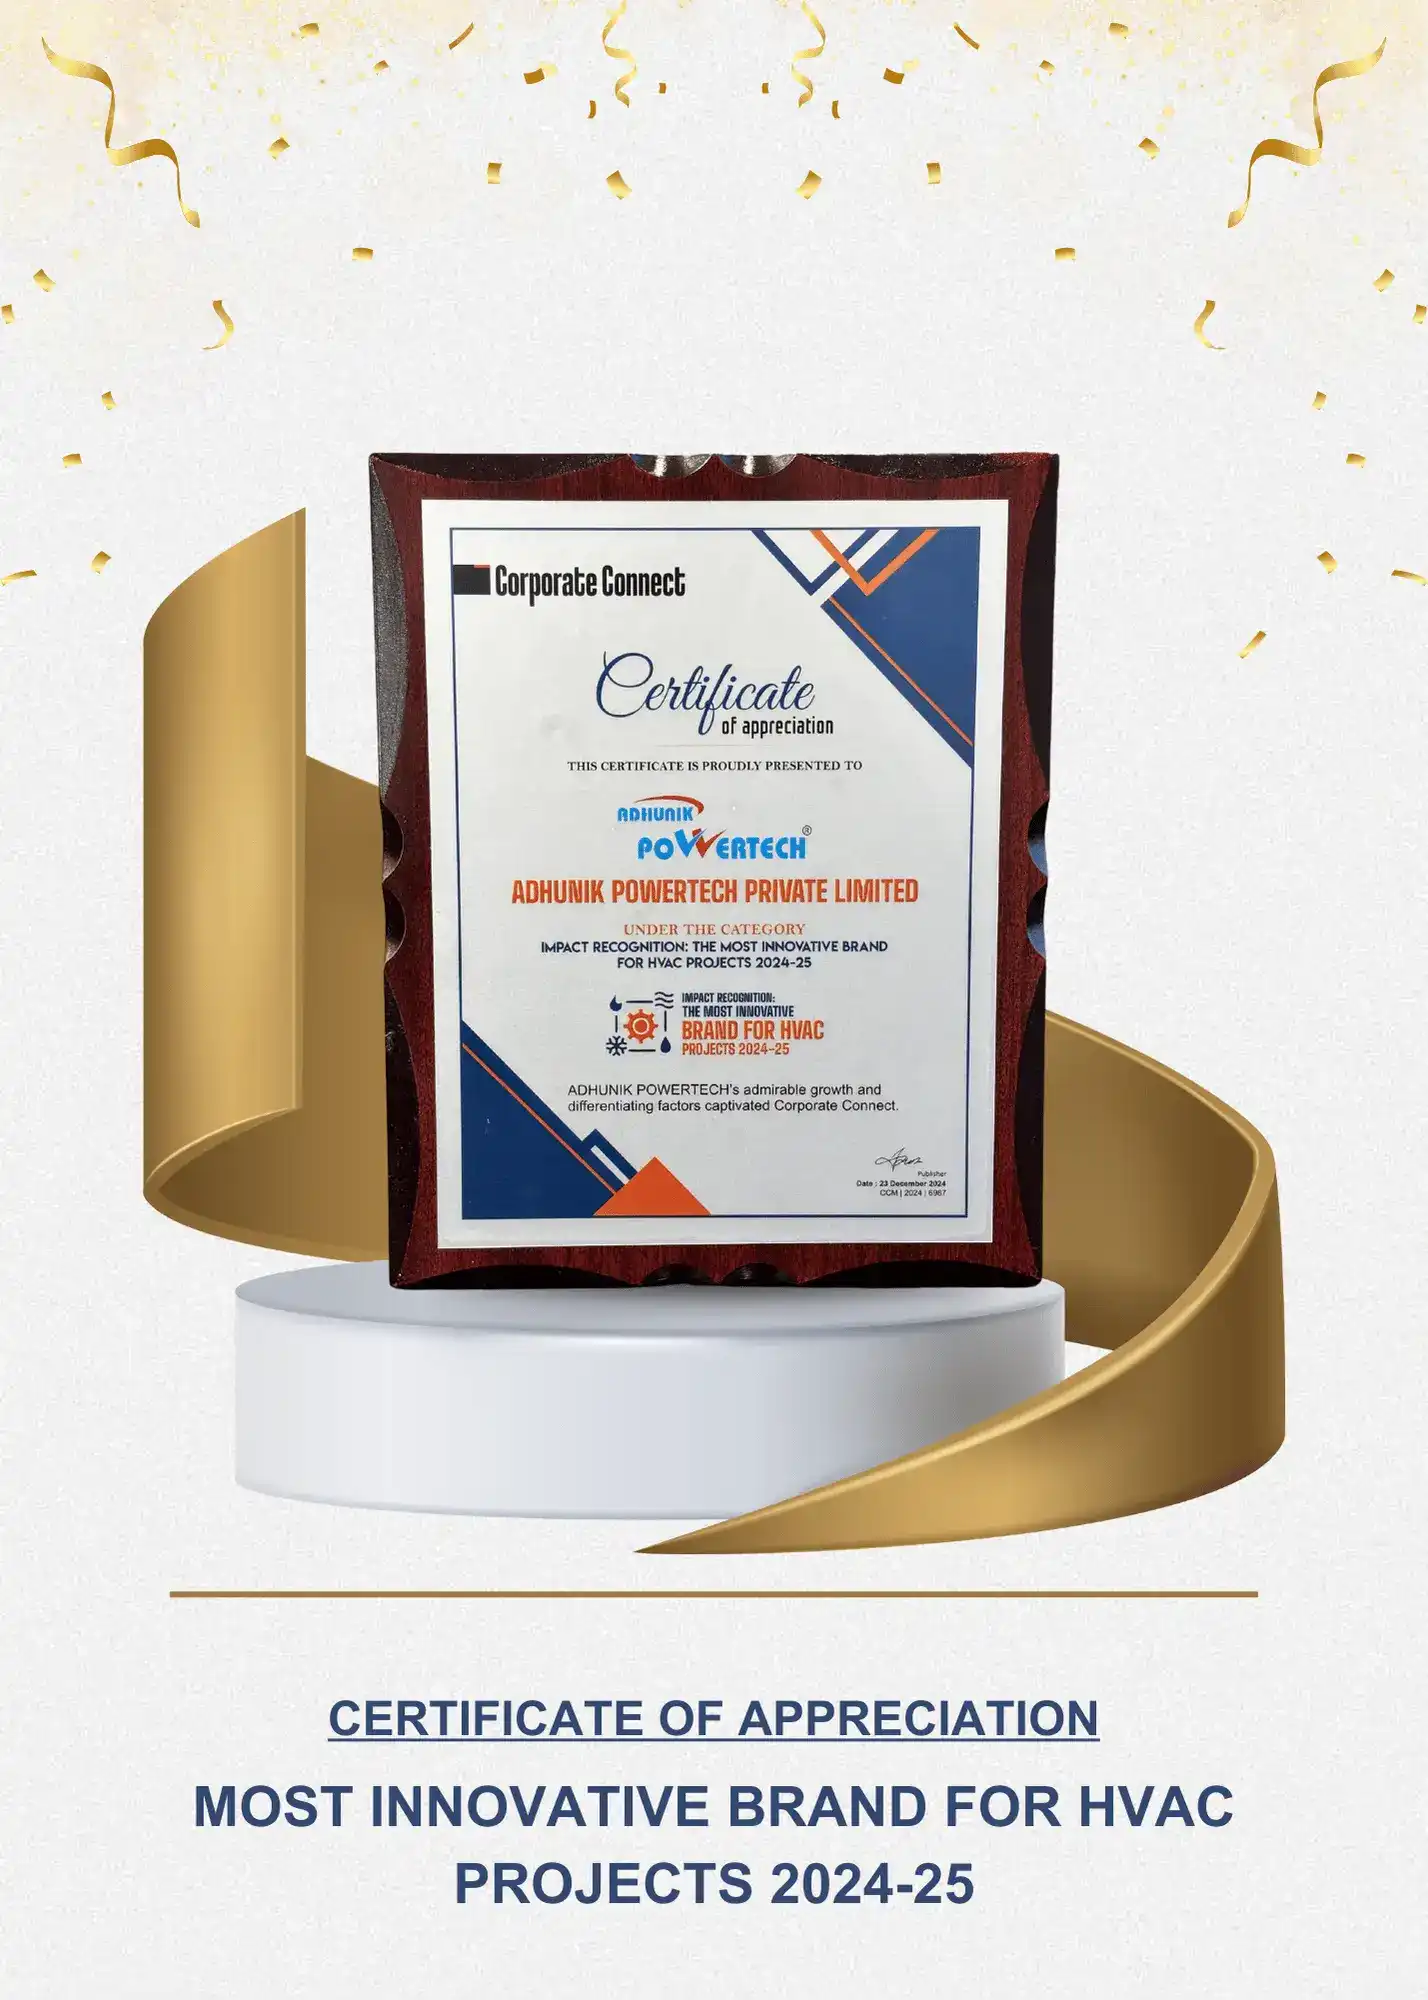 Corporate Connect
Certificate
of appreciation
THIS CERTIFICATE IS PROUDLY PRESENTED TO
ADHUNIK
POWERTECH®
ADHUNIK POWERTECH PRIVATE LIMITED
UNDER THE CATEGORY
IMPACT RECOGNITION: THE MOST INNOVATIVE BRAND
FOR HVAC PROJECTS 2024-25
IMPACT RECOGNITION:
THE MOST INNOVATIVE
BRAND FOR HVAC
PROJECTS 2024-25
ADHUNIK POWERTECH's admirable growth and
differentiating factors captivated Corporate Connect.
Publisher
Date : 23 December 2024
CCM | 2024 | 6967
CERTIFICATE OF APPRECIATION
MOST INNOVATIVE BRAND FOR HVAC
PROJECTS 2024-25